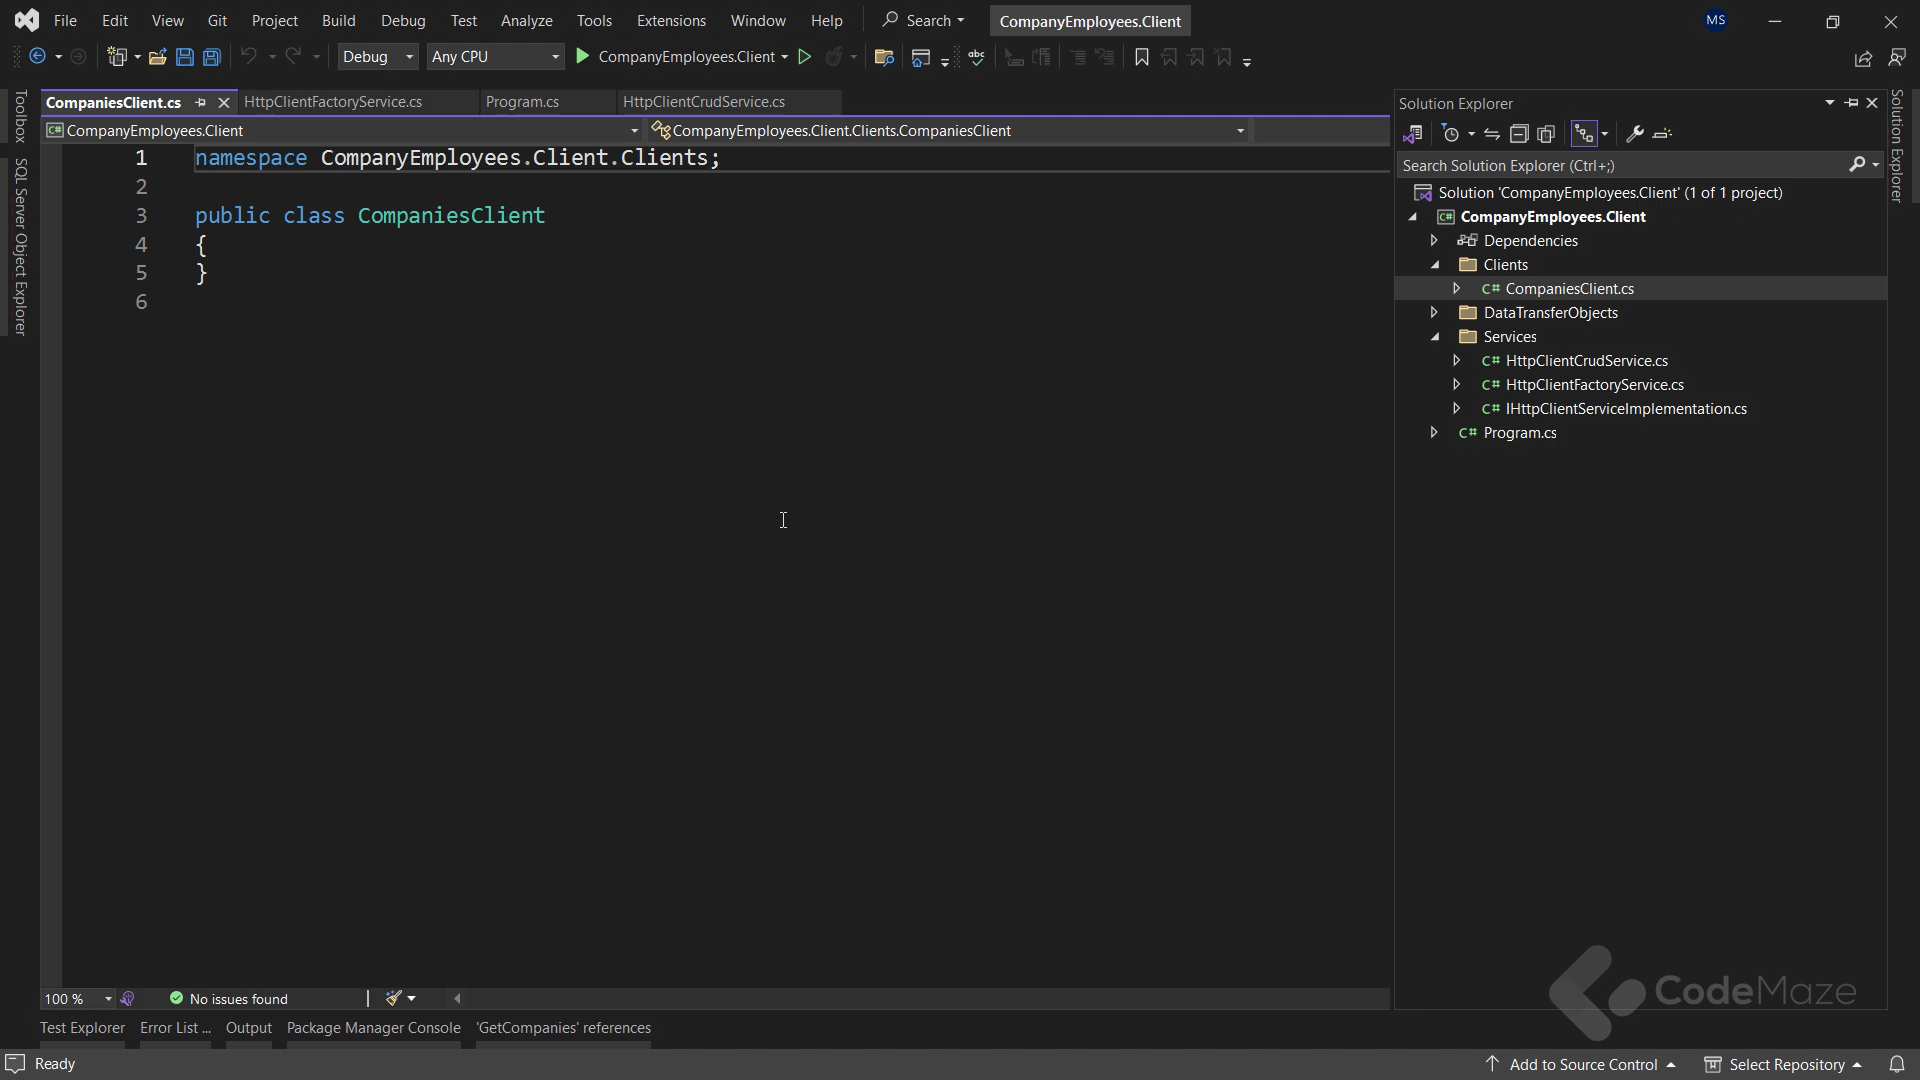 File Edit View Git Project Build Debug Test Analyze Tools Extensions Window Help Search CompanyEmployees.Client MS
Debug Any CPU CompanyEmployees.Client abc
Toolbox
SQL Server Object Explorer
CompaniesClient.cs HttpClientFactoryService.cs Program.cs HttpClientCrudService.cs
C# CompanyEmployees.Client CompanyEmployees.Client.Clients.CompaniesClient
1 namespace CompanyEmployees.Client.Clients;
2
3 public class CompaniesClient
4 {
5 }
6
100 % No issues found
Solution Explorer
Search Solution Explorer (Ctrl+;)
Solution 'CompanyEmployees.Client' (1 of 1 project)
C# CompanyEmployees.Client
Dependencies
Clients
C# CompaniesClient.cs
DataTransferObjects
Services
C# HttpClientCrudService.cs
C# HttpClientFactoryService.cs
C# IHttpClientServiceImplementation.cs
C# Program.cs
Solution Explorer
CodeMaze
Test Explorer Error List ... Output Package Manager Console 'GetCompanies' references
Ready Add to Source Control Select Repository